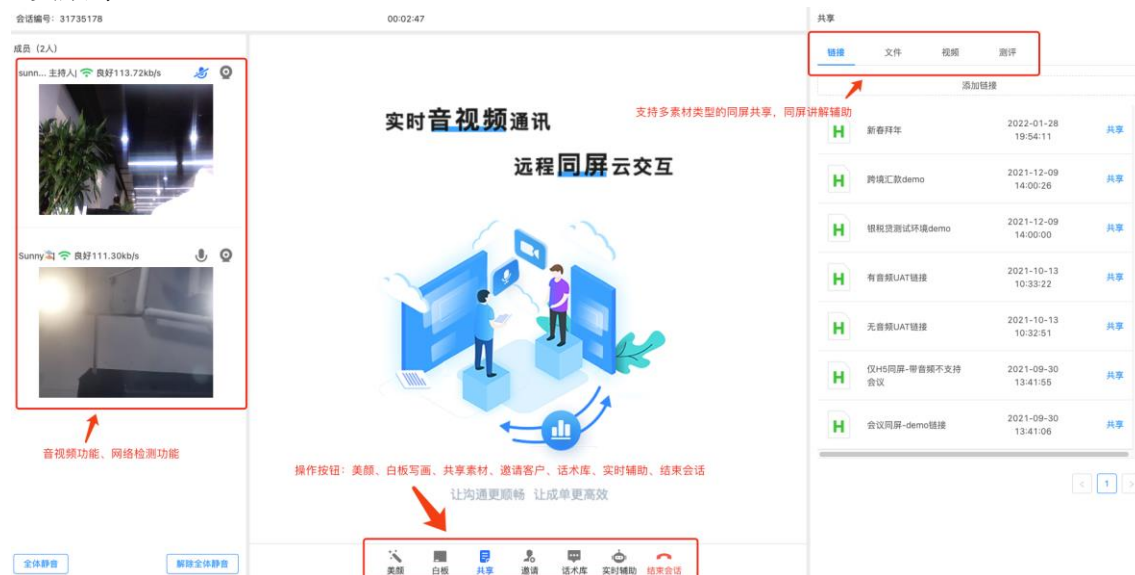 会话编号：31735178
00:02:47
共享
成员（2人）
sunn... 主持人| 良好113.72kb/s
Sunny 良好111.30kb/s
音视频功能、网络检测功能
全体静音
解除全体静音
实时音视频通讯
远程同屏云交互
操作按钮：美颜、白板写画、共享素材、邀请客户、话术库、实时辅助、结束会话
让沟通更顺畅 让成单更高效
美颜 白板 共享 邀请 话术库 实时辅助 结束会话
链接 文件 视频 测评
添加链接
支持多素材类型的同屏共享，同屏讲解辅助
H 新春拜年 2022-01-28 共享
19:54:11
H 跨境汇款demo 2021-12-09 共享
14:00:26
H 银税贷测试环境demo 2021-12-09 共享
14:00:00
H 有音频UAT链接 2021-10-13 共享
10:33:22
H 无音频UAT链接 2021-10-13 共享
10:32:51
H 仅H5同屏-带音频不支持 2021-09-30 共享
会议 13:41:55
H 会议同屏-demo链接 2021-09-30 共享
13:41:06
< 1 >